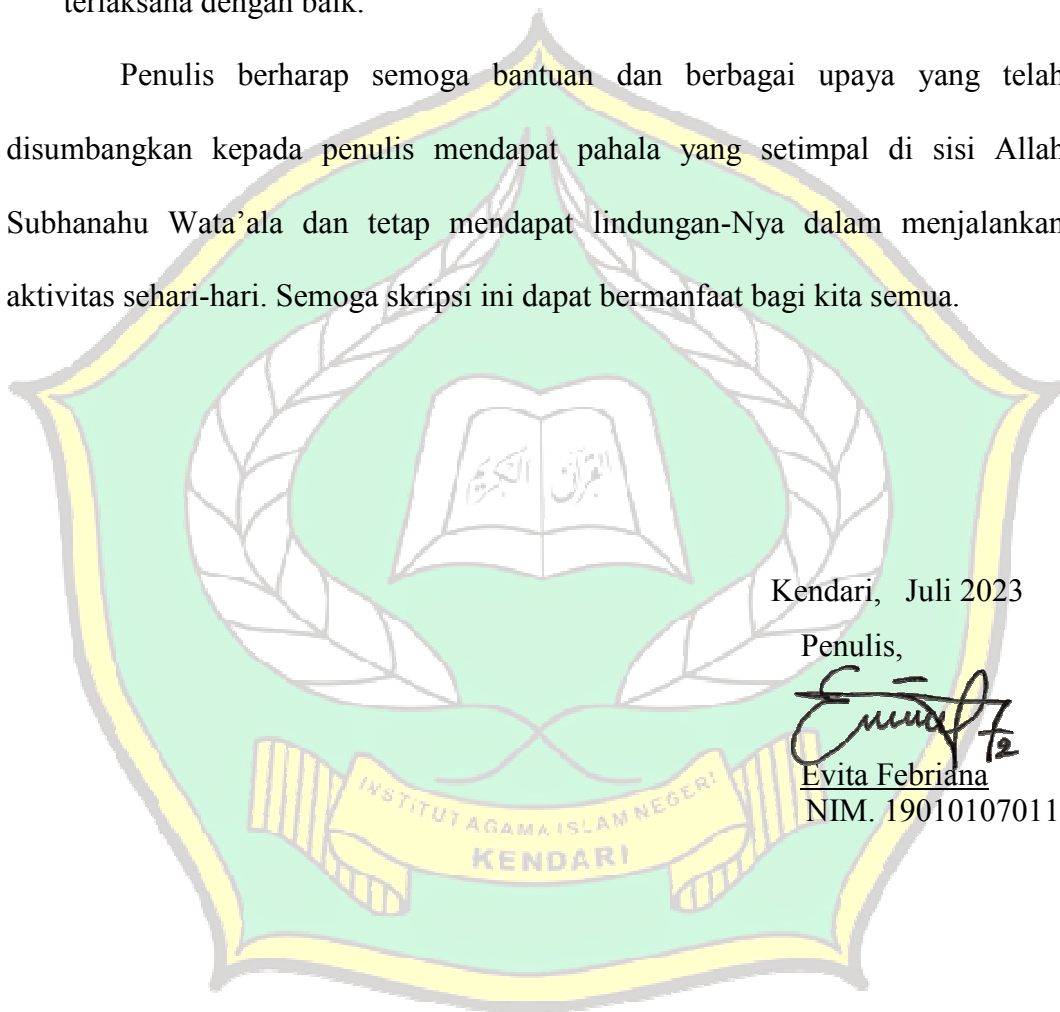 terlaksana dengan baik.
Penulis berharap semoga bantuan dan berbagai upaya yang telah
disumbangkan kepada penulis mendapat pahala yang setimpal di sisi Allah
Subhanahu Wata’ala dan tetap mendapat lindungan-Nya dalam menjalankan
aktivitas sehari-hari. Semoga skripsi ini dapat bermanfaat bagi kita semua.
القرآن الكريم
Kendari, Juli 2023
Penulis,
Evita Febriana
NIM. 19010107011
INSTITUT AGAMA ISLAM NEGERI
KENDARI